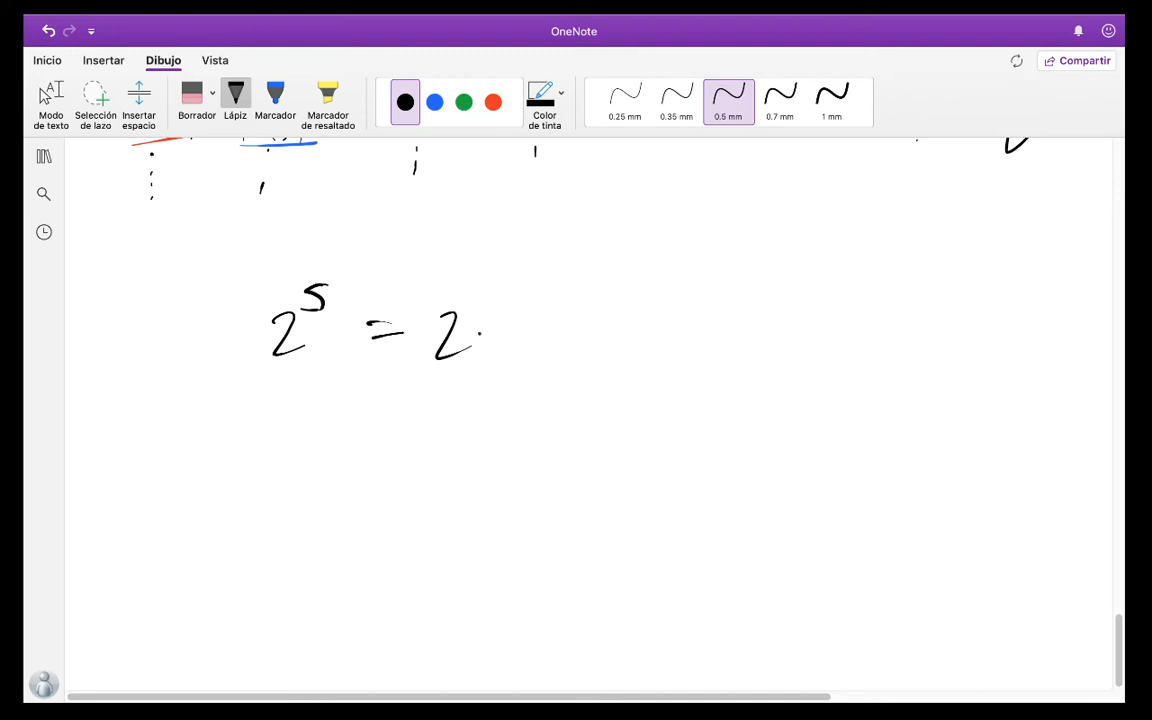 OneNote
Inicio Insertar Dibujo Vista Compartir
Modo de texto Selección de lazo Insertar espacio Borrador Lápiz Marcador Marcador de resaltado Color de tinta 0.25 mm 0.35 mm 0.5 mm 0.7 mm 1 mm
2^5 = 2 ·